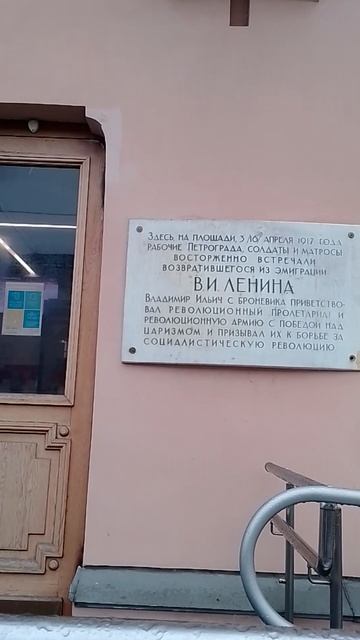 Здесь, на площади, 3/16 апреля 1917 года
рабочие Петрограда, солдаты и матросы
восторженно встречали
возвратившегося из эмиграции
В.И. ЛЕНИНА
Владимир Ильич с броневика приветство-
вал революционный пролетариат и
революционную армию с победой над
царизмом и призывал их к борьбе за
социалистическую революцию